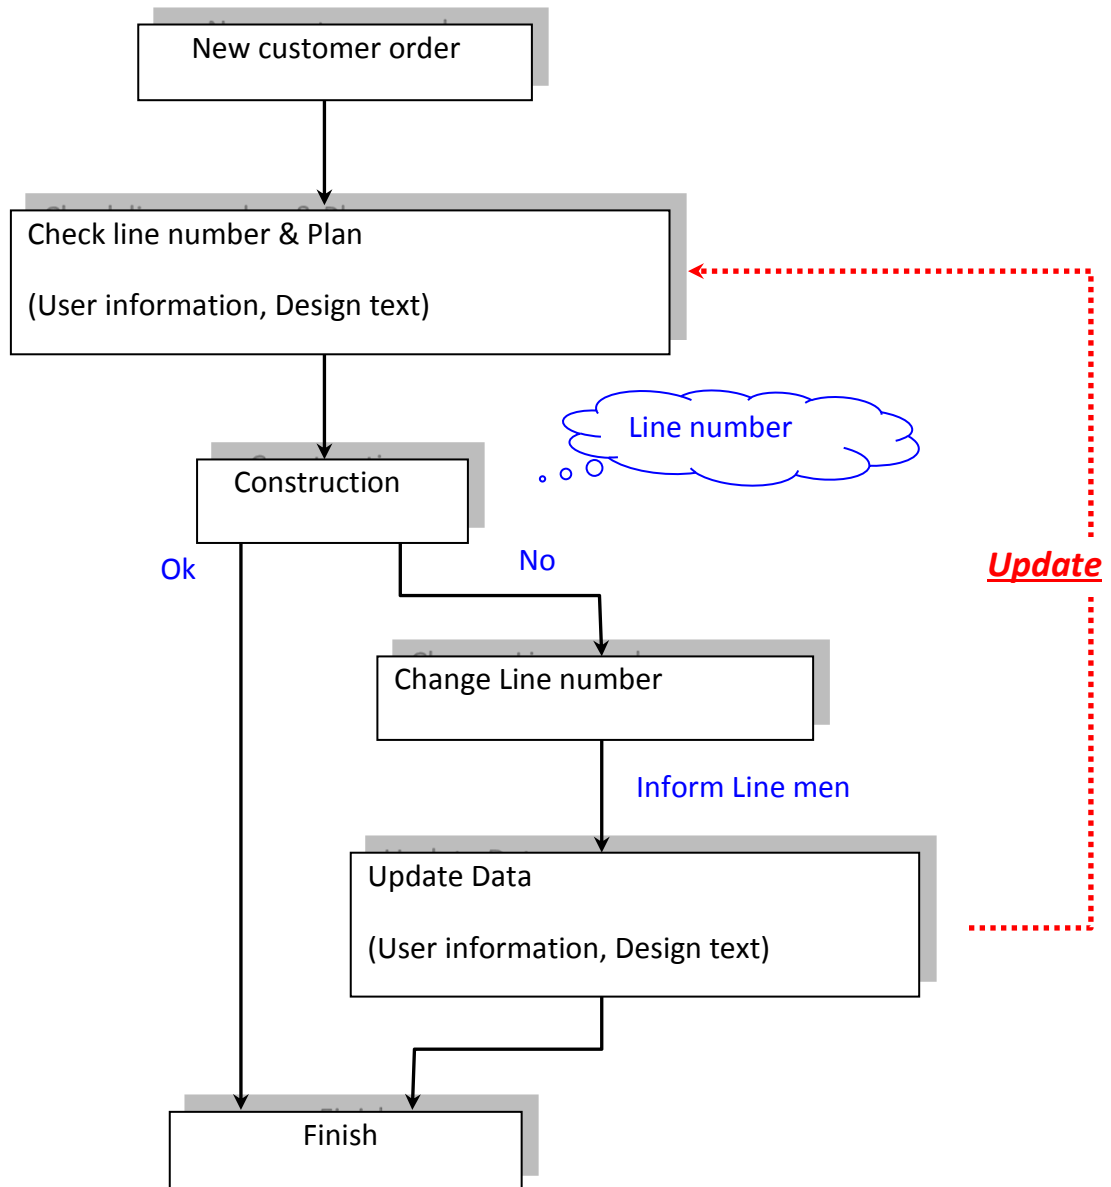 New customer order
Check line number & Plan
(User information, Design text)
Line number
Construction
Ok
No
Update
Change Line number
Inform Line men
Update Data
(User information, Design text)
Finish